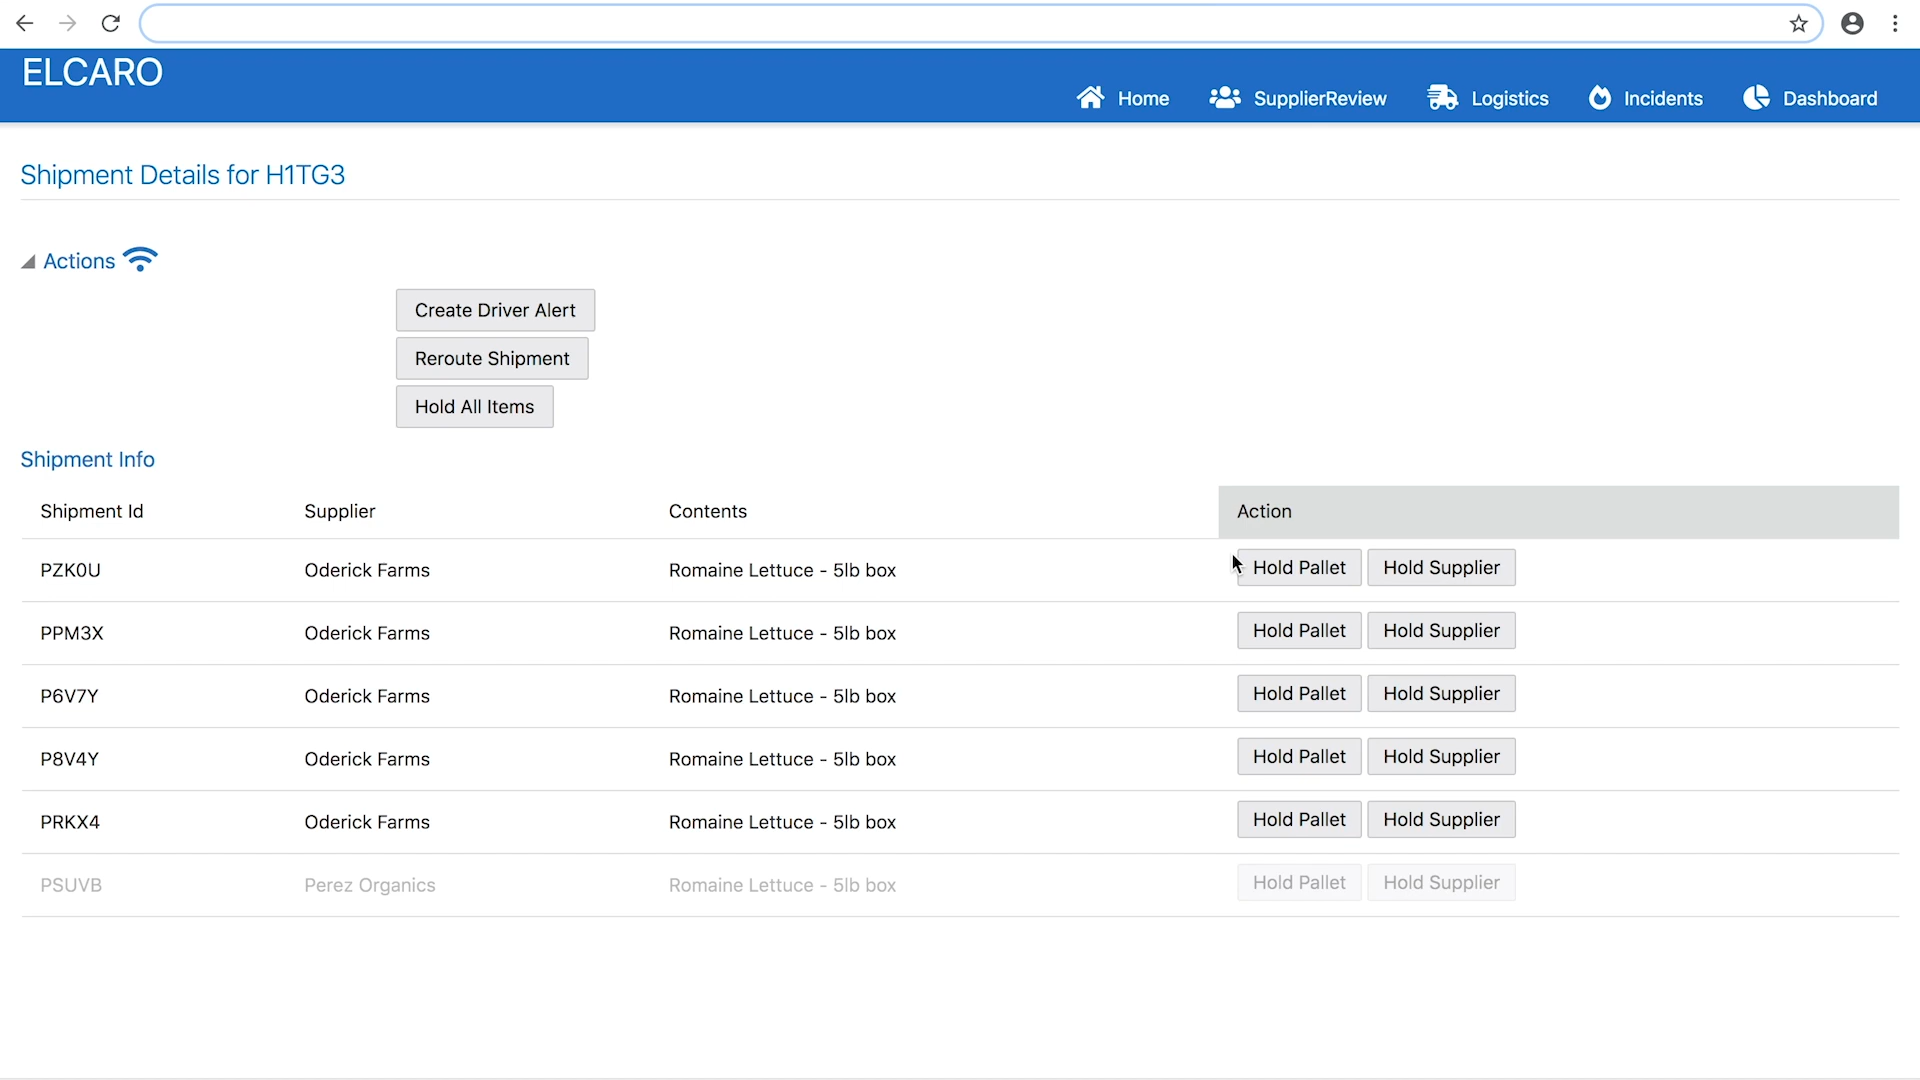 ELCARO
Home SupplierReview Logistics Incidents Dashboard
Shipment Details for H1TG3
Actions
Create Driver Alert
Reroute Shipment
Hold All Items
Shipment Info
Shipment Id Supplier Contents Action
PZK0U Oderick Farms Romaine Lettuce - 5lb box Hold Pallet Hold Supplier
PPM3X Oderick Farms Romaine Lettuce - 5lb box Hold Pallet Hold Supplier
P6V7Y Oderick Farms Romaine Lettuce - 5lb box Hold Pallet Hold Supplier
P8V4Y Oderick Farms Romaine Lettuce - 5lb box Hold Pallet Hold Supplier
PRKX4 Oderick Farms Romaine Lettuce - 5lb box Hold Pallet Hold Supplier
PSUVB Perez Organics Romaine Lettuce - 5lb box Hold Pallet Hold Supplier